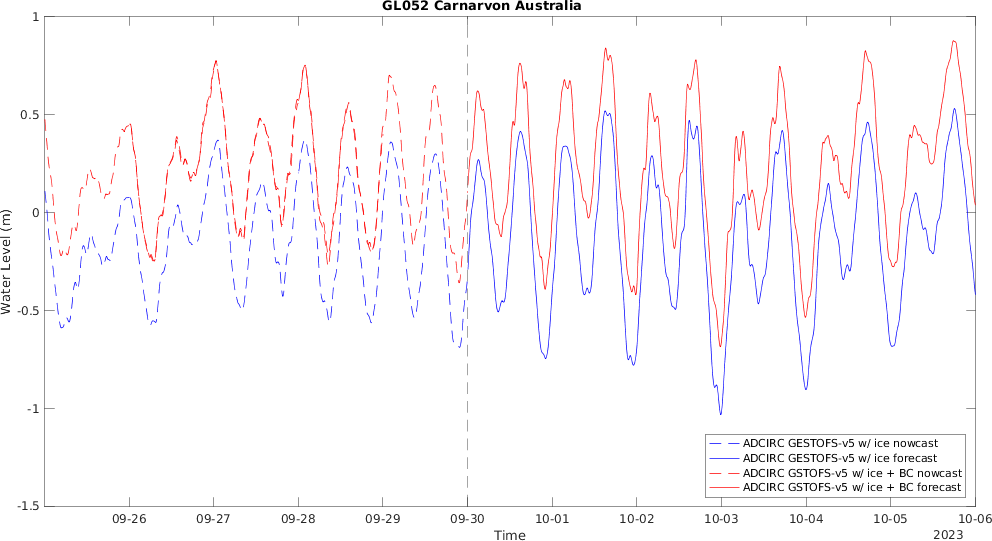 GL052 Carnarvon Australia
1
0.5
0
-0.5
-1
-1.5
Water Level (m)
09-26 09-27 09-28 09-29 09-30 10-01 10-02 10-03 10-04 10-05 10-06
Time
2023
ADCIRC GESTOFS-v5 w/ ice nowcast
ADCIRC GESTOFS-v5 w/ ice forecast
ADCIRC GSTOFS-v5 w/ ice + BC nowcast
ADCIRC GSTOFS-v5 w/ ice + BC forecast